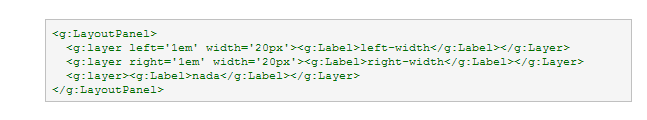 <g:LayoutPanel>
  <g:layer left='1em' width='20px'><g:Label>left-width</g:Label></g:Layer>
  <g:layer right='1em' width='20px'><g:Label>right-width</g:Label></g:Layer>
  <g:layer><g:Label>nada</g:Label></g:Layer>
</g:LayoutPanel>